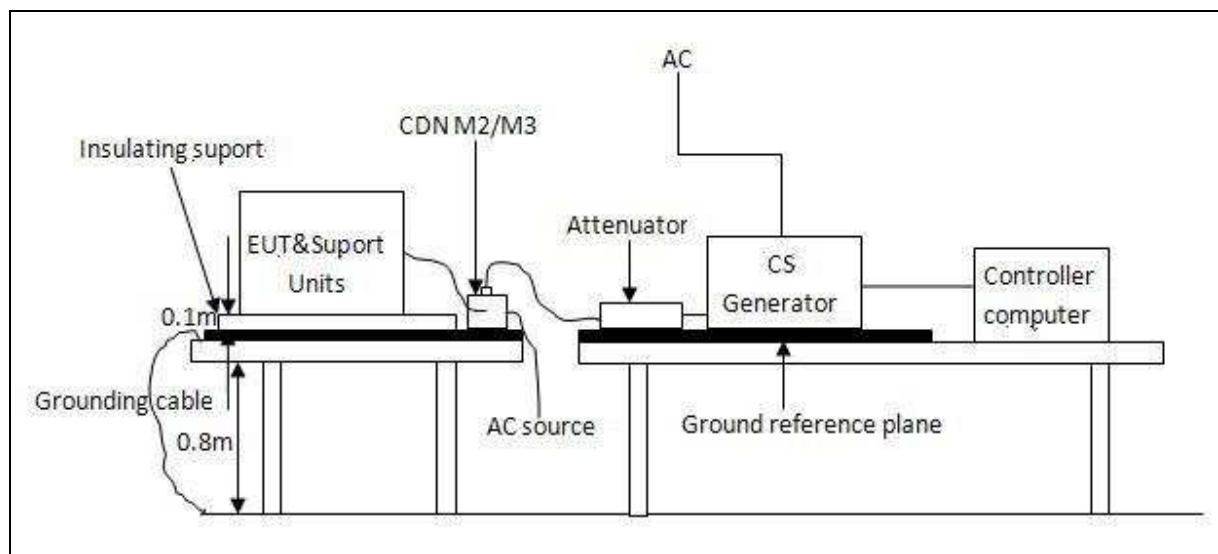 AC
CDN M2/M3
Insulating suport
Attenuator
EUT&Suport
Units
CS
Generator
Controller
computer
0.1m
Grounding cable
AC source
Ground reference plane
0.8m